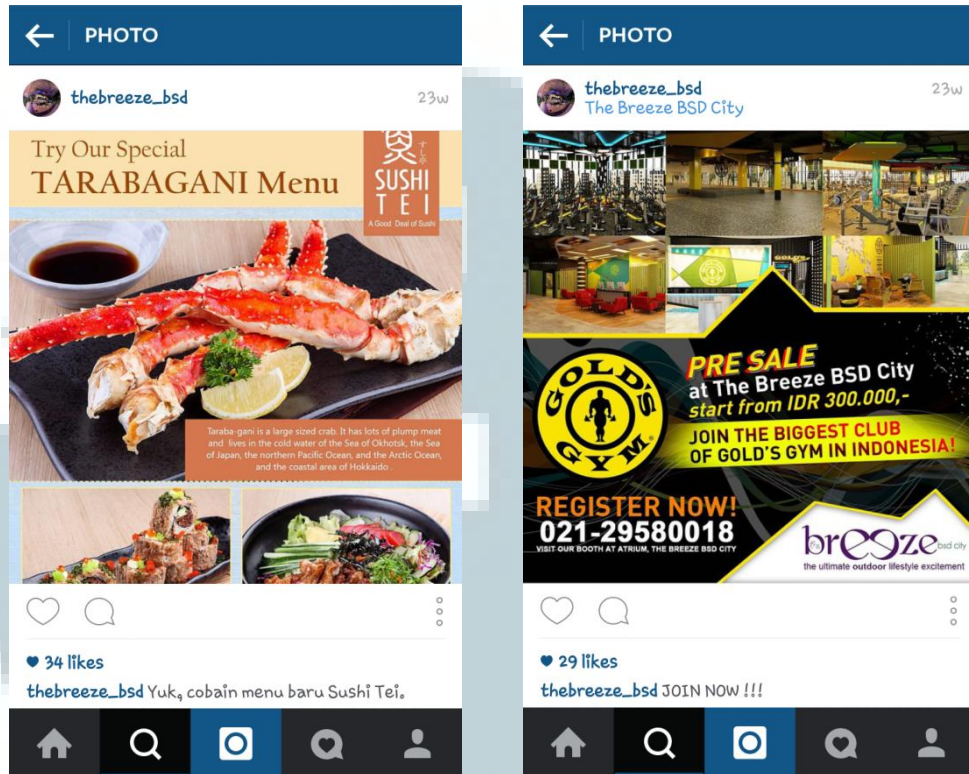 PHOTO
thebreeze_bsd
23w
Try Our Special
TARABAGANI Menu
すし亭
SUSHI
TEI
A Good Deal of Sushi
Taraba-gani is a large sized crab. It has lots of plump meat
and lives in the cold water of the Sea of Okhotsk, the Sea
of Japan, the northern Pacific Ocean, and the Arctic Ocean,
and the coastal area of Hokkaido .
34 likes
thebreeze_bsd Yuk, cobain menu baru Sushi Tei.
PHOTO
thebreeze_bsd
The Breeze BSD City
23w
GOLD'S
GOLD'S
GYM
PRE SALE
at The Breeze BSD City
start from IDR 300.000,-
JOIN THE BIGGEST CLUB
OF GOLD'S GYM IN INDONESIA!
REGISTER NOW!
021-29580018
VISIT OUR BOOTH AT ATRIUM, THE BREEZE BSD CITY
the breeze bsd city
the ultimate outdoor lifestyle excitement
29 likes
thebreeze_bsd JOIN NOW !!!